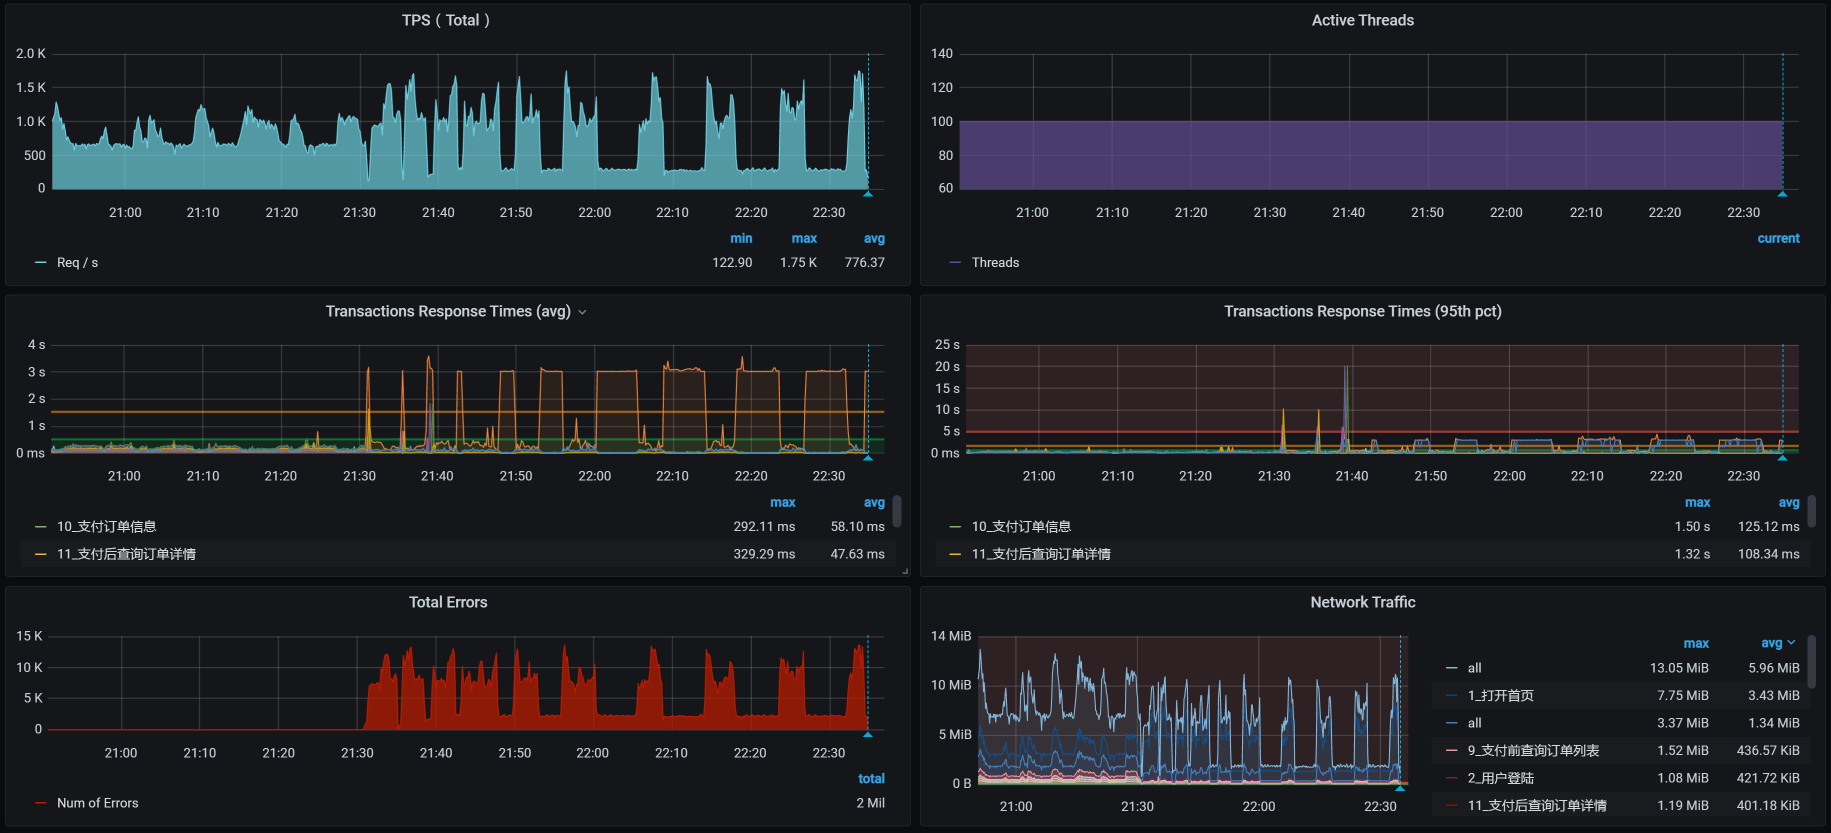 TPS ( Total )
2.0 K
1.5 K
1.0 K
500
0
21:00 21:10 21:20 21:30 21:40 21:50 22:00 22:10 22:20 22:30
min max avg
Req / s 122.90 1.75 K 776.37
Active Threads
140
120
100
80
60
21:00 21:10 21:20 21:30 21:40 21:50 22:00 22:10 22:20 22:30
current
Threads
Transactions Response Times (avg)
4 s
3 s
2 s
1 s
0 ms
21:00 21:10 21:20 21:30 21:40 21:50 22:00 22:10 22:20 22:30
max avg
10_支付订单信息 292.11 ms 58.10 ms
11_支付后查询订单详情 329.29 ms 47.63 ms
Transactions Response Times (95th pct)
25 s
20 s
15 s
10 s
5 s
0 ms
21:00 21:10 21:20 21:30 21:40 21:50 22:00 22:10 22:20 22:30
max avg
10_支付订单信息 1.50 s 125.12 ms
11_支付后查询订单详情 1.32 s 108.34 ms
Total Errors
15 K
10 K
5 K
0
21:00 21:10 21:20 21:30 21:40 21:50 22:00 22:10 22:20 22:30
total
Num of Errors 2 Mil
Network Traffic
14 MiB
10 MiB
5 MiB
0 B
21:00 21:30 22:00 22:30
max avg
all 13.05 MiB 5.96 MiB
1_打开首页 7.75 MiB 3.43 MiB
all 3.37 MiB 1.34 MiB
9_支付前查询订单列表 1.52 MiB 436.57 KiB
2_用户登陆 1.08 MiB 421.72 KiB
11_支付后查询订单详情 1.19 MiB 401.18 KiB